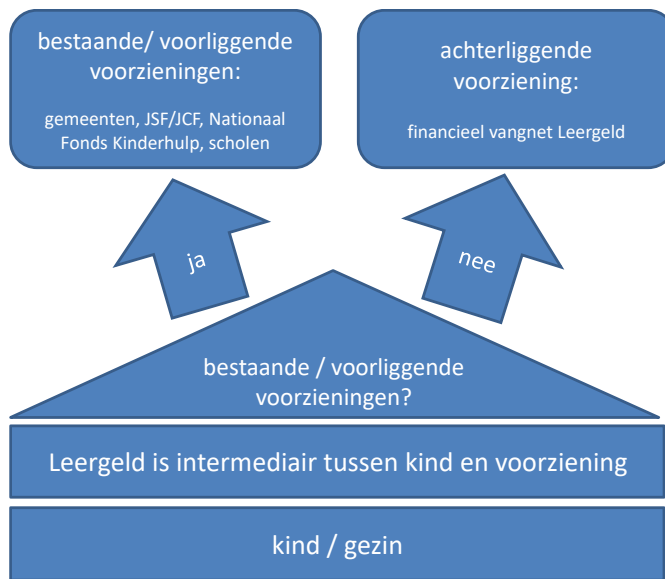 bestaande/ voorliggende
voorzieningen:
gemeenten, JSF/JCF, Nationaal
Fonds Kinderhulp, scholen
achterliggende
voorziening:
financieel vangnet Leergeld
ja
nee
bestaande / voorliggende
voorzieningen?
Leergeld is intermediair tussen kind en voorziening
kind / gezin